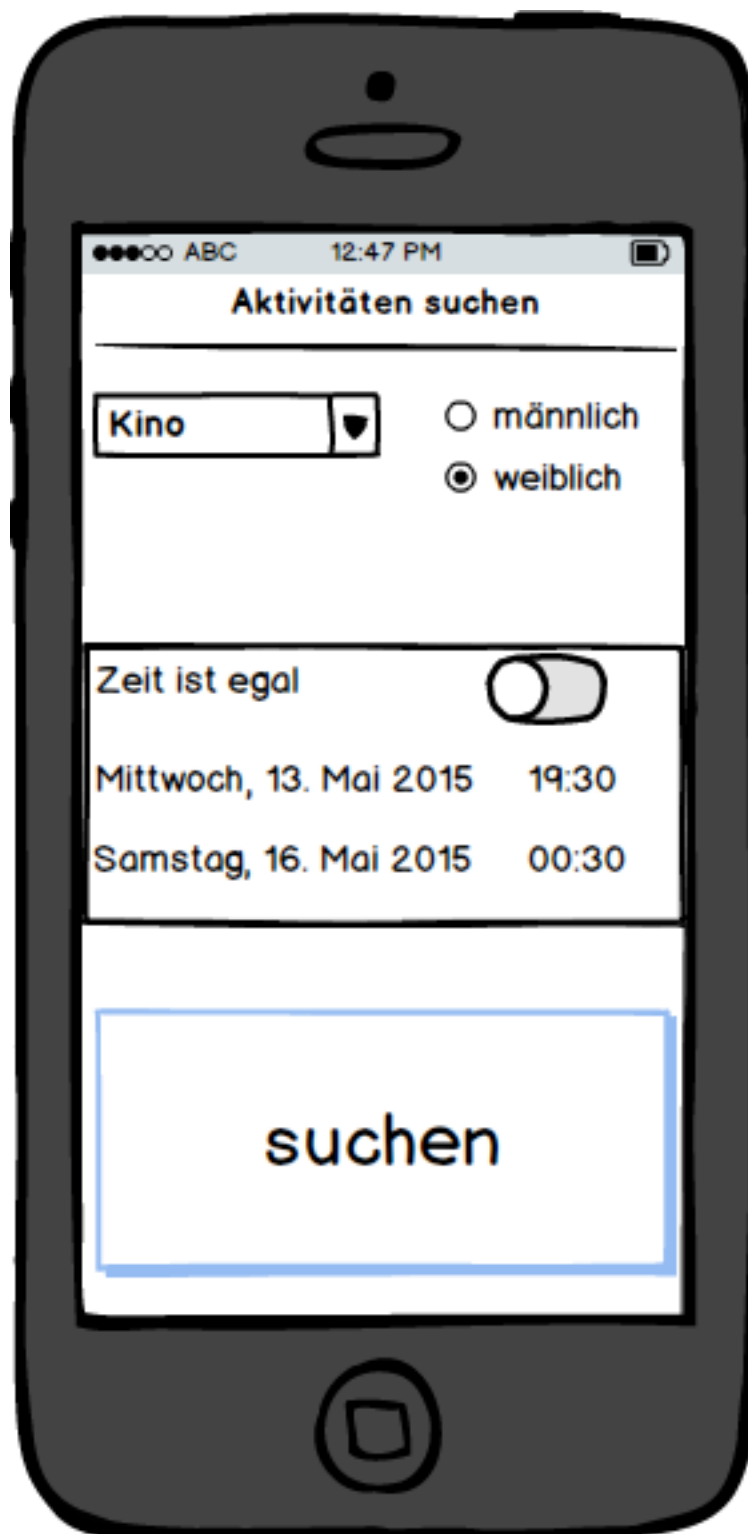 ABC 12:47 PM
Aktivitäten suchen
Kino
männlich
weiblich
Zeit ist egal
Mittwoch, 13. Mai 2015 19:30
Samstag, 16. Mai 2015 00:30
suchen